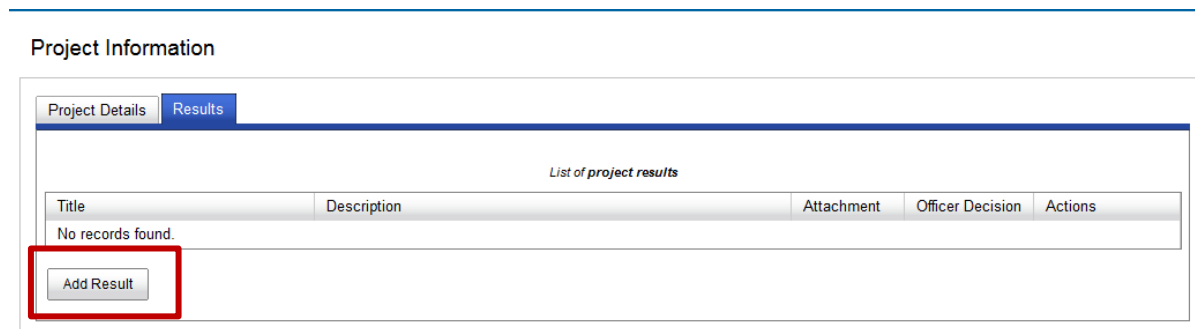 Project Information
Project Details Results
List of project results
Title Description Attachment Officer Decision Actions
No records found.
Add Result